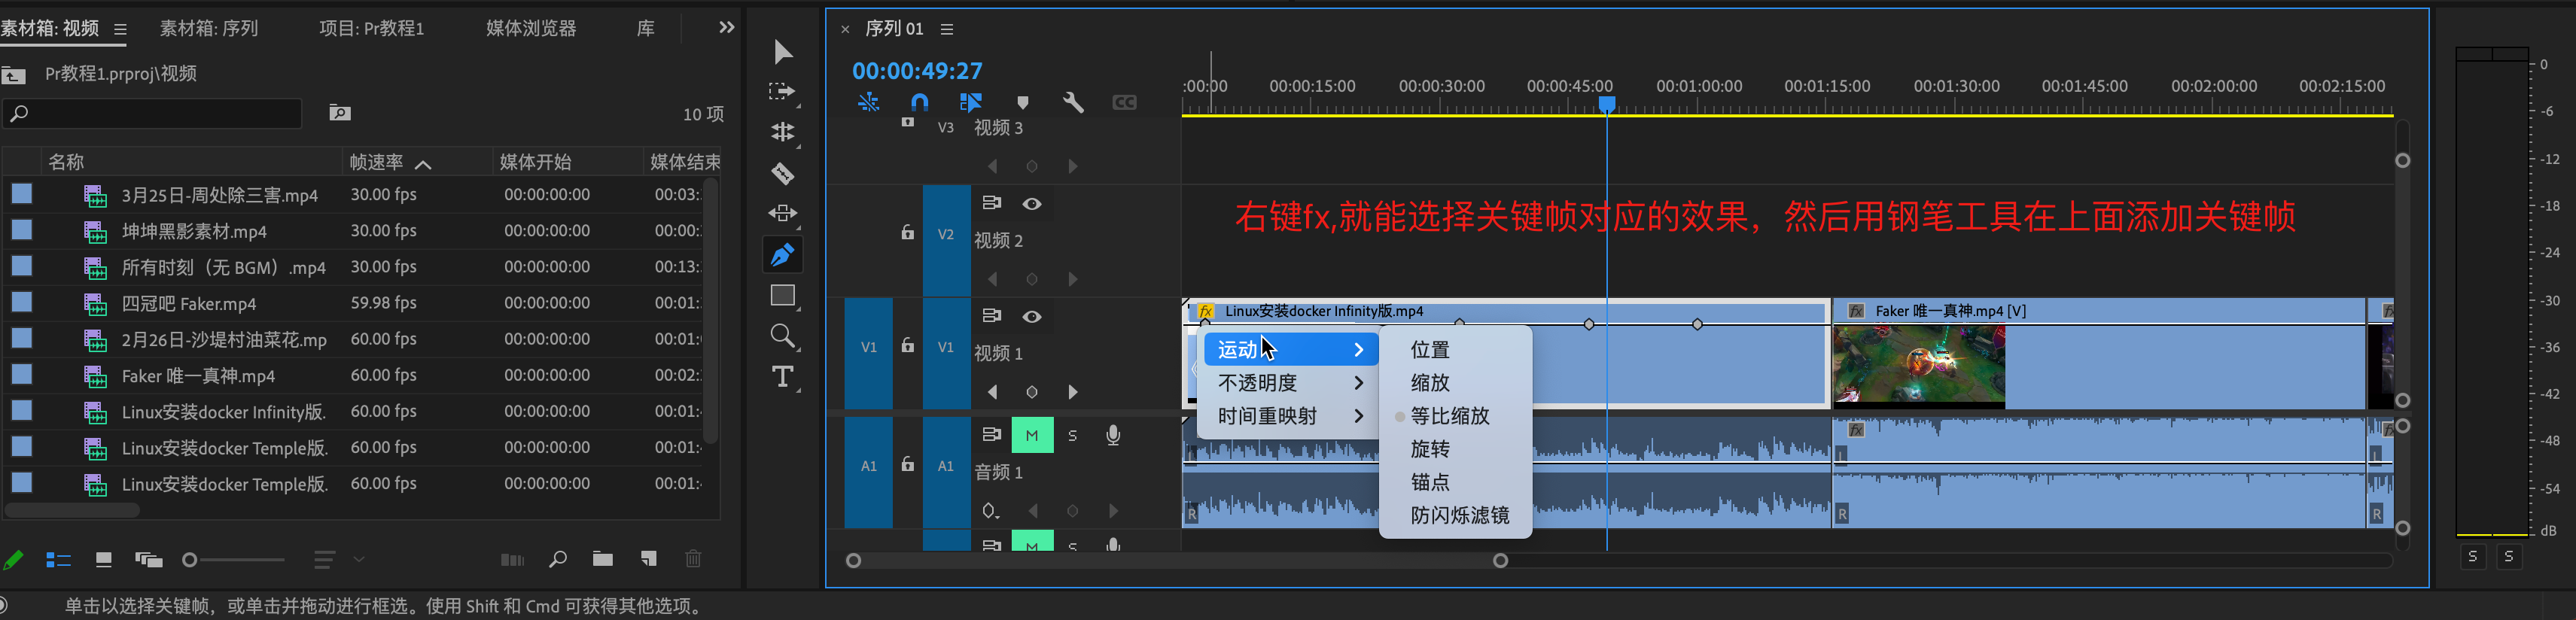 素材箱: 视频
素材箱: 序列
项目: Pr教程1
媒体浏览器
库
Pr教程1.prproj\视频
10 项
名称
帧速率
媒体开始
媒体结束
3月25日-周处除三害.mp4 30.00 fps 00:00:00:00 00:03:
坤坤黑影素材.mp4 30.00 fps 00:00:00:00 00:00:
所有时刻（无 BGM）.mp4 30.00 fps 00:00:00:00 00:13:
四冠吧 Faker.mp4 59.98 fps 00:00:00:00 00:01:
2月26日-沙堤村油菜花.mp 60.00 fps 00:00:00:00 00:01:
Faker 唯一真神.mp4 60.00 fps 00:00:00:00 00:02:
Linux安装docker Infinity版. 60.00 fps 00:00:00:00 00:01:
Linux安装docker Temple版. 60.00 fps 00:00:00:00 00:01:
Linux安装docker Temple版. 60.00 fps 00:00:00:00 00:01:
单击以选择关键帧，或单击并拖动进行框选。使用 Shift 和 Cmd 可获得其他选项。
T
× 序列 01
00:00:49:27
CC
:00:00 00:00:15:00 00:00:30:00 00:00:45:00 00:01:00:00 00:01:15:00 00:01:30:00 00:01:45:00 00:02:00:00 00:02:15:00
V3 视频 3
V2 视频 2
右键fx,就能选择关键帧对应的效果，然后用钢笔工具在上面添加关键帧
V1 V1 视频 1
fx Linux安装docker Infinity版.mp4
fx Faker 唯一真神.mp4 [V]
fx
运动
不透明度
时间重映射
位置
缩放
等比缩放
旋转
锚点
防闪烁滤镜
A1 A1 音频 1
M S
fx
fx
L
L
L
R
R
R
M S
0
-6
-12
-18
-24
-30
-36
-42
-48
-54
dB
S S